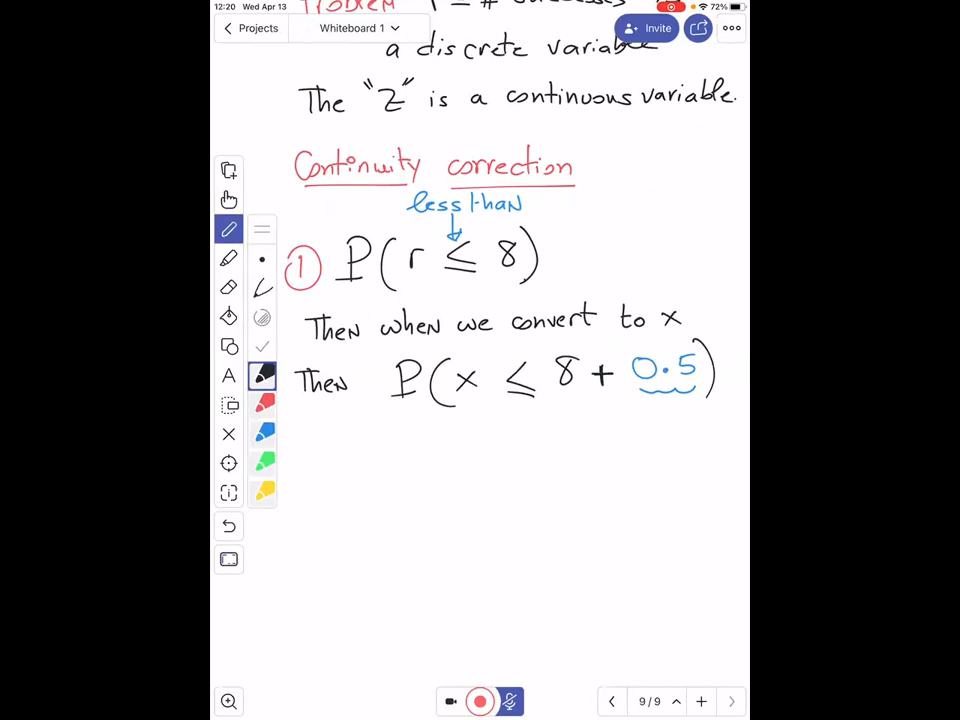 12:20 Wed Apr 13
72%
Projects
Whiteboard 1
Invite
Problem
a discrete variable
The "Z" is a continuous variable.
Continuity correction
less than
① P(r ≤ 8)
Then when we convert to x
Then P(x ≤ 8 + 0.5)
A
9/9